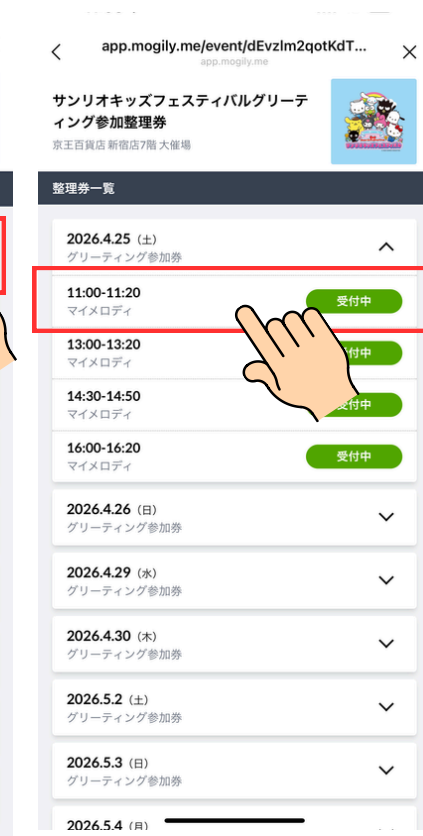 app.mogily.me/event/dEvzlm2qotKdT...
app.mogily.me
サンリオキッズフェスティバルグリーテ
ィング参加整理券
京王百貨店 新宿店7階 大催場
整理券一覧
2026.4.25（土）
グリーティング参加券
11:00-11:20
マイメロディ
受付中
13:00-13:20
マイメロディ
付中
14:30-14:50
マイメロディ
受付中
16:00-16:20
マイメロディ
受付中
2026.4.26（日）
グリーティング参加券
2026.4.29（水）
グリーティング参加券
2026.4.30（木）
グリーティング参加券
2026.5.2（土）
グリーティング参加券
2026.5.3（日）
グリーティング参加券
2026.5.4（月）